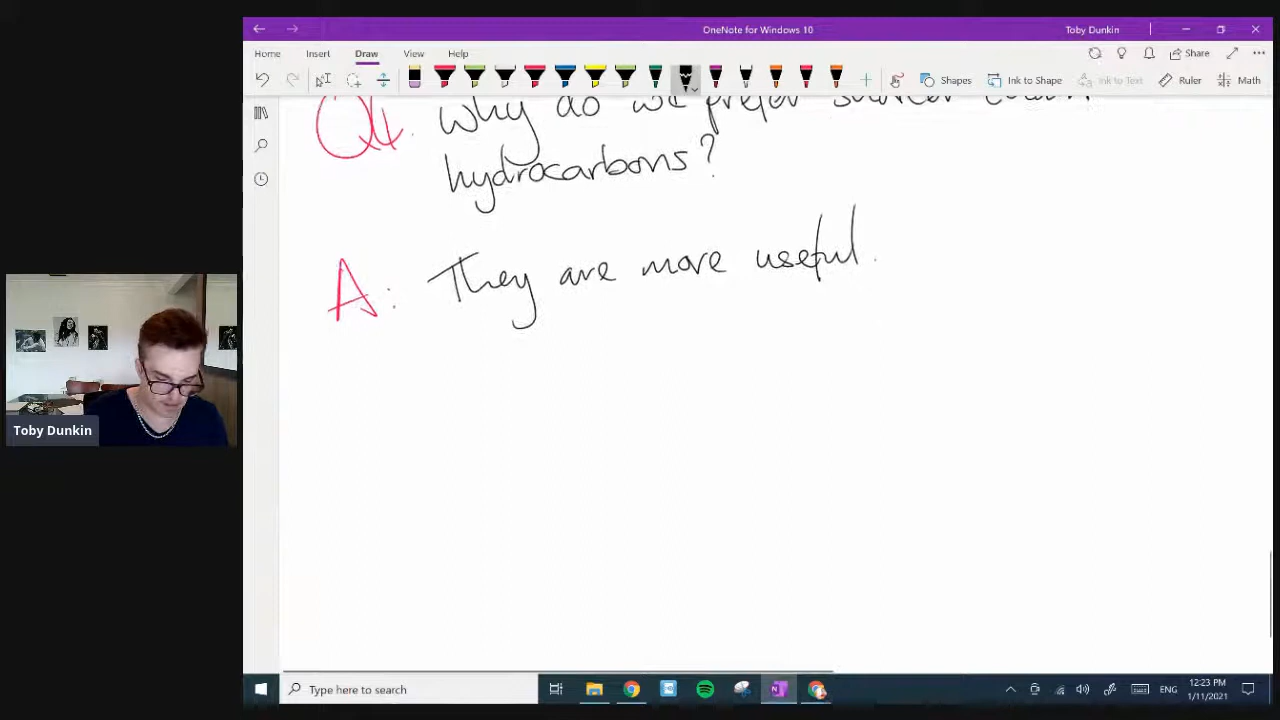 OneNote for Windows 10
Toby Dunkin
Home Insert Draw View Help
Share
Shapes Ink to Shape Ink to Text Ruler Math
Q4. Why do we prefer
hydrocarbons?
A: They are more useful.
Toby Dunkin
Type here to search
ENG
12:23 PM
1/11/2021